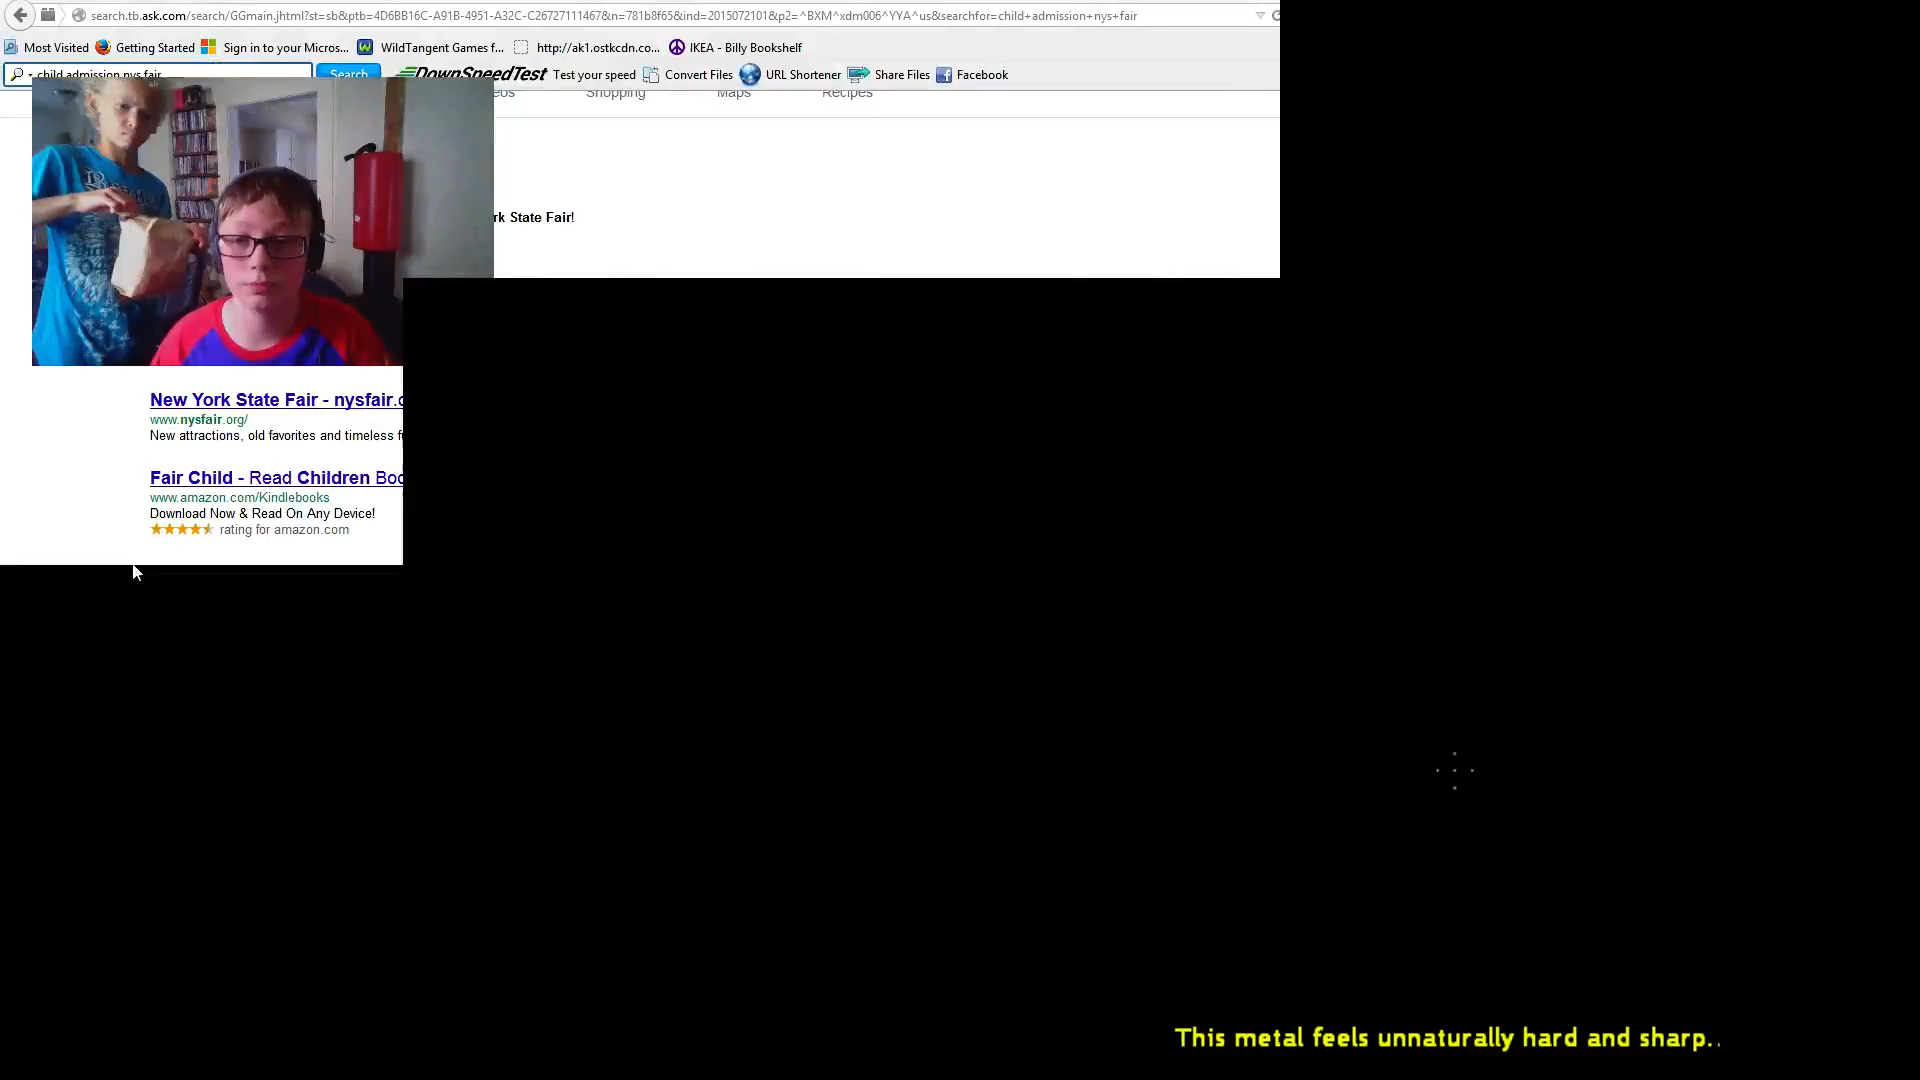 search.tb.ask.com/search/GGmain.jhtml?st=sb&ptb=4D6BB16C-A91B-4951-A32C-C26727111467&n=781b8f65&ind=2015072101&p2=^BXM^xdm006^YYA^us&searchfor=child+admission+nys+fair
Most Visited Getting Started Sign in to your Micros... WildTangent Games f... http://ak1.ostkcdn.co... IKEA - Billy Bookshelf
child admission nys fair Search DownSpeedTest Test your speed Convert Files URL Shortener Share Files Facebook
Shopping Maps Recipes
State Fair!
New York State Fair - nysfair.
www.nysfair.org/
New attractions, old favorites and timeless
Fair Child - Read Children
www.amazon.com/Kindlebooks
Download Now & Read On Any Device!
rating for amazon.com
This metal feels unnaturally hard and sharp..